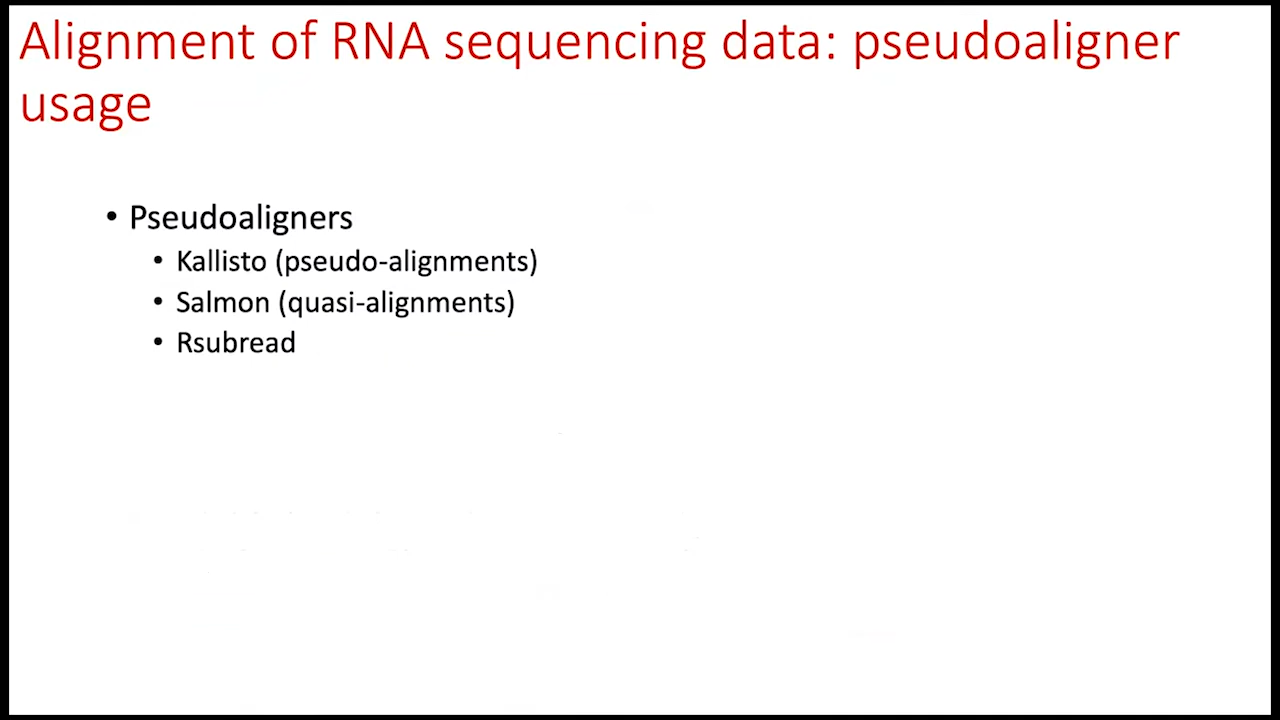 Alignment of RNA sequencing data: pseudoaligner
usage
• Pseudoaligners
• Kallisto (pseudo-alignments)
• Salmon (quasi-alignments)
• Rsubread